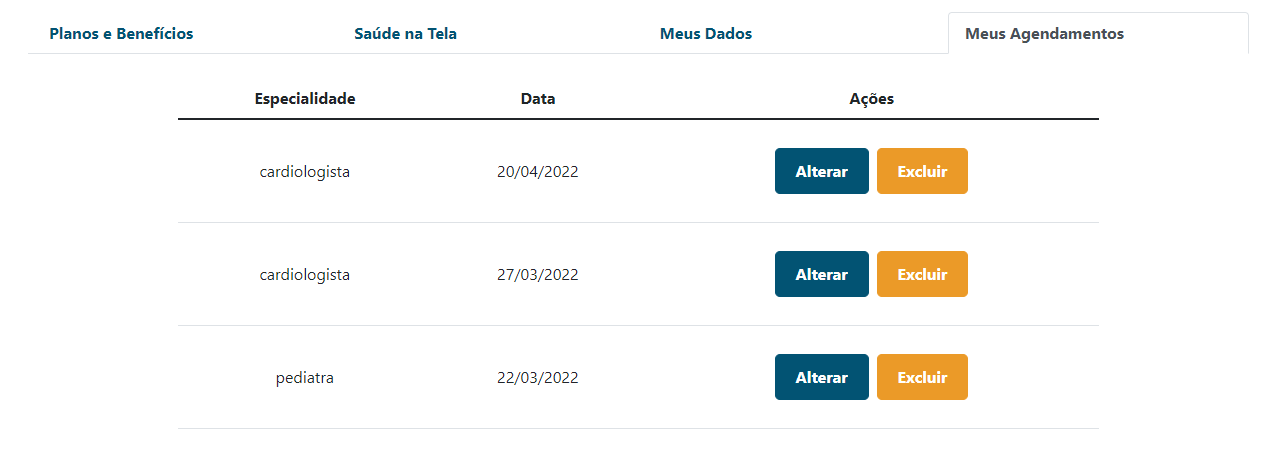 Planos e Benefícios Saúde na Tela Meus Dados Meus Agendamentos
Especialidade Data Ações
cardiologista 20/04/2022 Alterar Excluir
cardiologista 27/03/2022 Alterar Excluir
pediatra 22/03/2022 Alterar Excluir